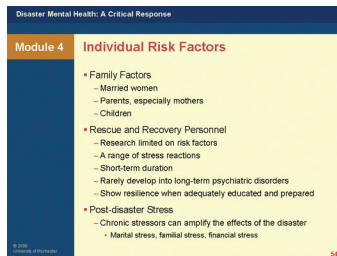 Disaster Mental Health: A Critical Response
Module 4
Individual Risk Factors
▪ Family Factors
– Married women
– Parents, especially mothers
– Children
▪ Rescue and Recovery Personnel
– Research limited on risk factors
– A range of stress reactions
– Short-term duration
– Rarely develop into long-term psychiatric disorders
– Show resilience when adequately educated and prepared
▪ Post-disaster Stress
– Chronic stressors can amplify the effects of the disaster
• Marital stress, familial stress, financial stress
University of Rochester
54